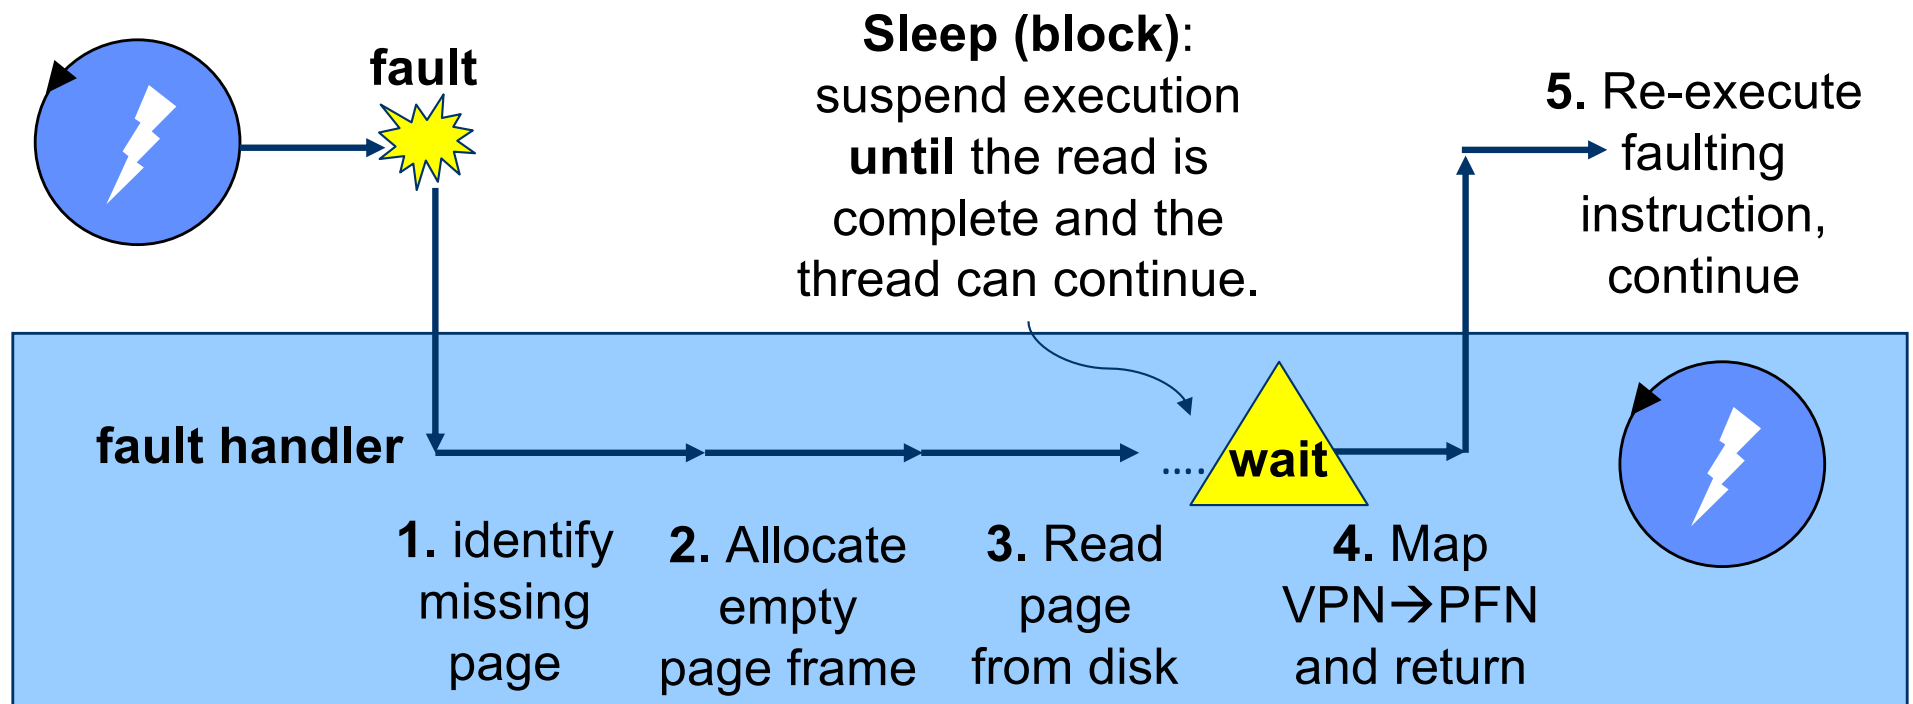 fault
Sleep (block):
suspend execution
until the read is
complete and the
thread can continue.
5. Re-execute
faulting
instruction,
continue
fault handler
....
wait
1. identify
missing
page
2. Allocate
empty
page frame
3. Read
page
from disk
4. Map
VPN→PFN
and return